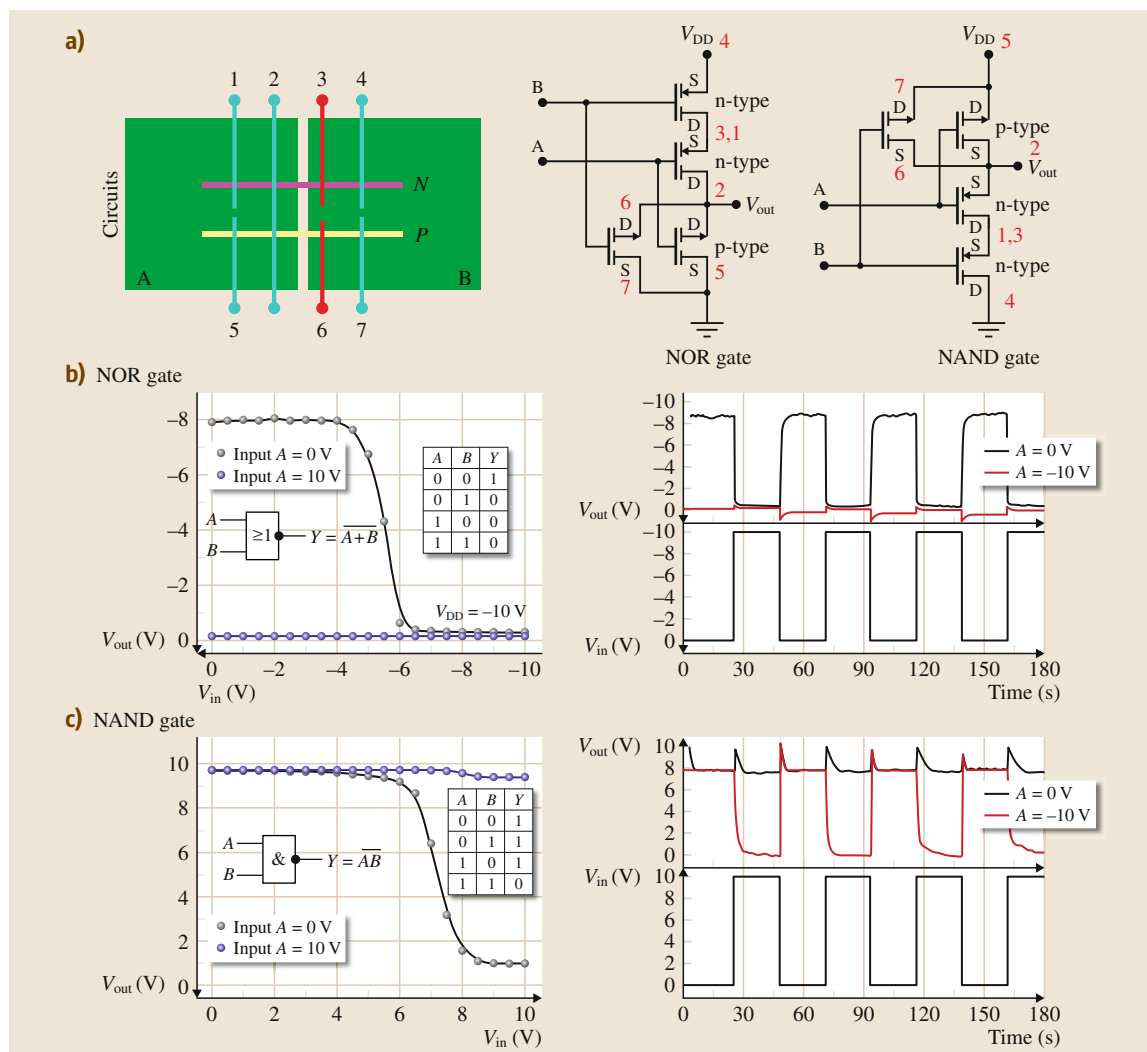 a)
1 2 3 4
Circuits
N
P
A B
5 6 7
V_DD 4
B
S
n-type
D
3,1
A
S
n-type
D
2
V_out
6
D D
p-type
S S
5
7
NOR gate
V_DD 5
7
D D
p-type
S S
2
V_out
6
S
A
n-type
D
1,3
B
S
n-type
D
4
NAND gate
b) NOR gate
–8
–6
–4
–2
0
V_out (V)
Input A = 0 V
Input A = 10 V
A B Y
0 0 1
0 1 0
1 0 0
1 1 0
A
B
≥1
Y = \overline{A+B}
V_DD = –10 V
0 –2 –4 –6 –8 –10
V_in (V)
–10
–8
–6
–4
–2
0
V_out (V)
A = 0 V
A = –10 V
–10
–8
–6
–4
–2
0
V_in (V)
0 30 60 90 120 150 180
Time (s)
c) NAND gate
10
8
6
4
2
0
V_out (V)
A B Y
0 0 1
0 1 1
1 0 1
1 1 0
A
B
&
Y = \overline{AB}
Input A = 0 V
Input A = 10 V
0 2 4 6 8 10
V_in (V)
V_out (V)
10
8
6
4
2
0
A = 0 V
A = –10 V
V_in (V)
10
8
6
4
2
0
0 30 60 90 120 150 180
Time (s)